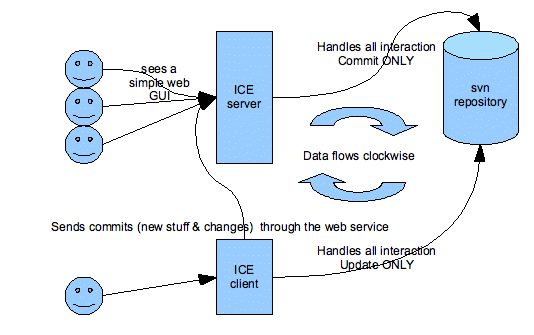 sees a
simple web
GUI
ICE
server
Handles all interaction
Commit ONLY
svn
repository
Data flows clockwise
Sends commits (new stuff & changes) through the web service
ICE
client
Handles all interaction
Update ONLY